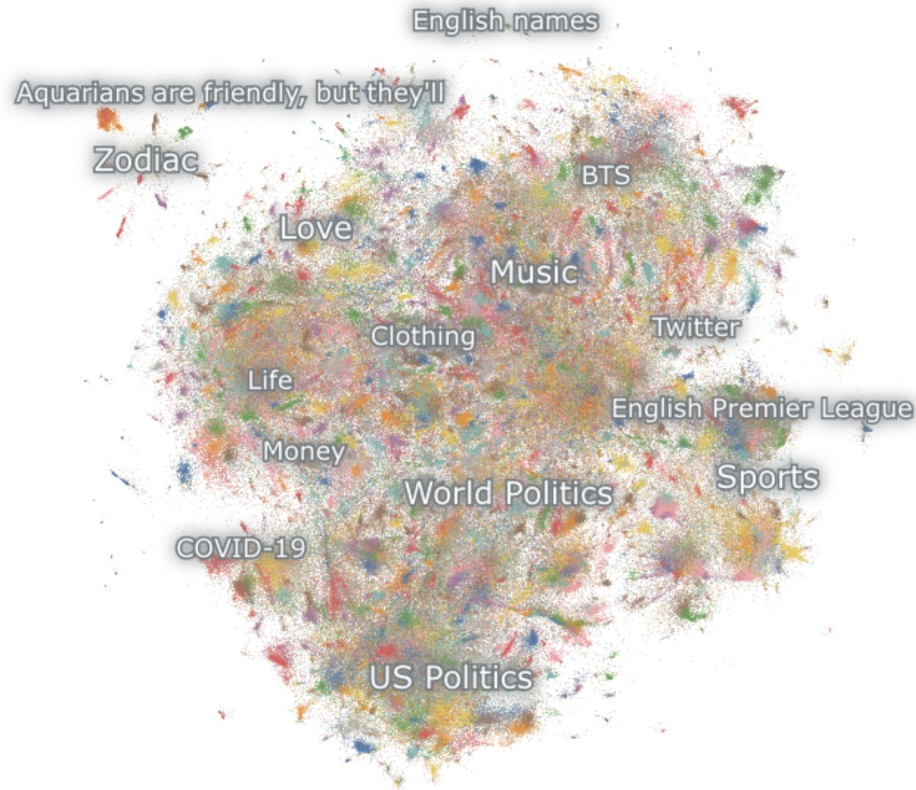 English names
Aquarians are friendly, but they'll
Zodiac
BTS
Love
Music
Twitter
Clothing
Life
English Premier League
Money
Sports
World Politics
COVID-19
US Politics